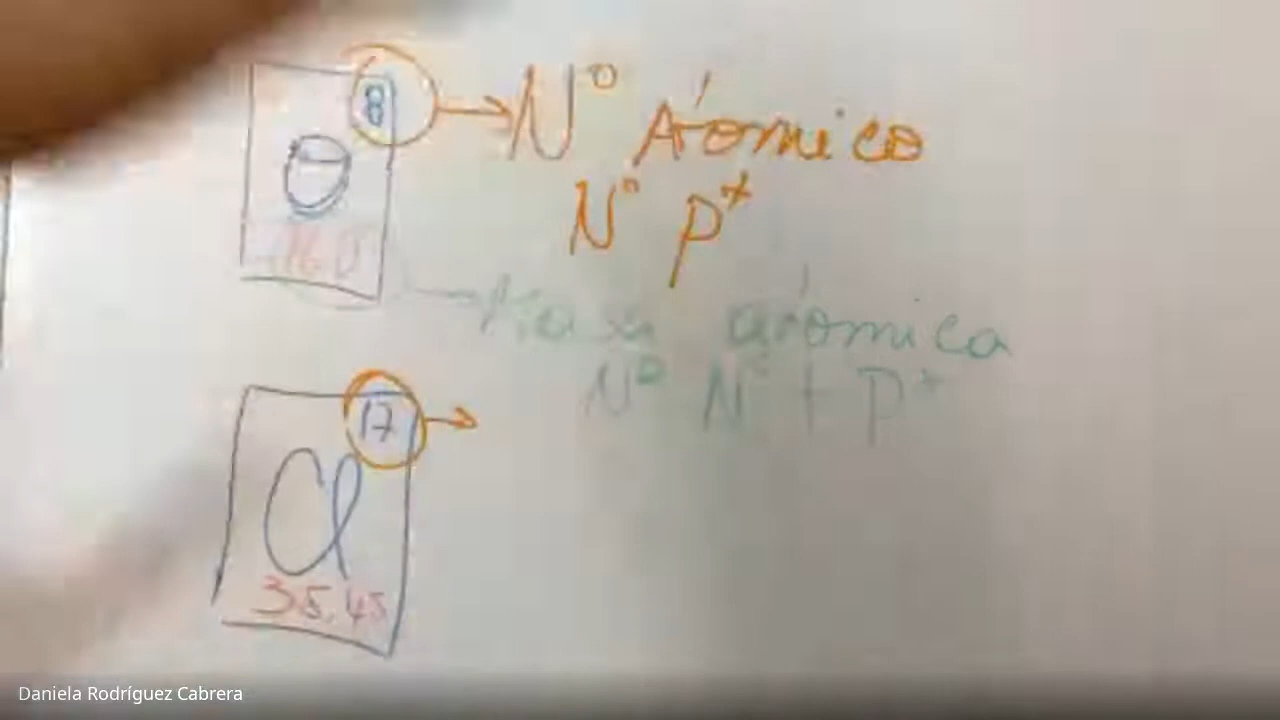 8
O
16.0
N° Atómico
N° p+
Masa atómica
N° N° + P+
17
Cl
35.45
Daniela Rodríguez Cabrera